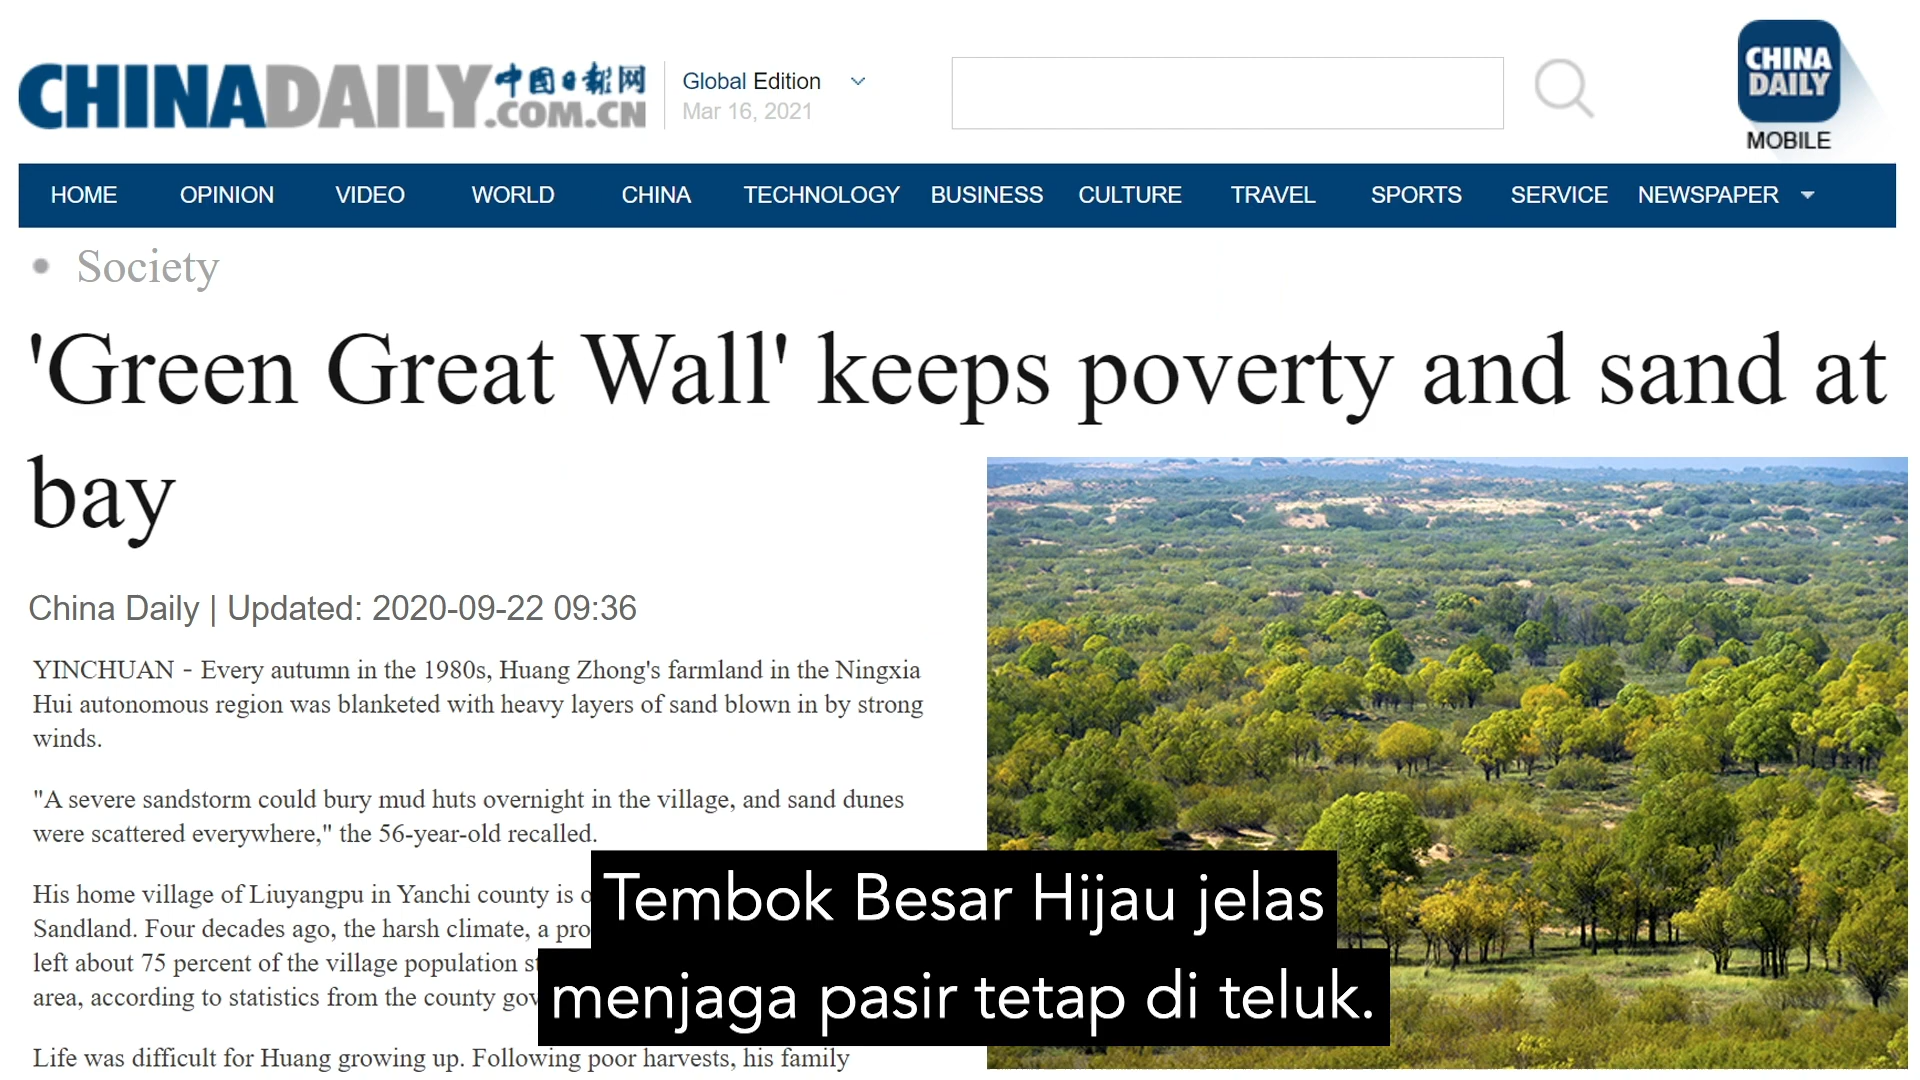 CHINADAILY中国日报网
.COM.CN
Global Edition
Mar 16, 2021
CHINA
DAILY
MOBILE
HOME OPINION VIDEO WORLD CHINA TECHNOLOGY BUSINESS CULTURE TRAVEL SPORTS SERVICE NEWSPAPER
• Society
'Green Great Wall' keeps poverty and sand at
bay
China Daily | Updated: 2020-09-22 09:36
YINCHUAN - Every autumn in the 1980s, Huang Zhong's farmland in the Ningxia
Hui autonomous region was blanketed with heavy layers of sand blown in by strong
winds.
"A severe sandstorm could bury mud huts overnight in the village, and sand dunes
were scattered everywhere," the 56-year-old recalled.
His home village of Liuyangpu in Yanchi county is
Sandland. Four decades ago, the harsh climate, a
left about 75 percent of the village population
area, according to statistics from the county
Life was difficult for Huang growing up. Following poor harvests, his family
Tembok Besar Hijau jelas
menjaga pasir tetap di teluk.